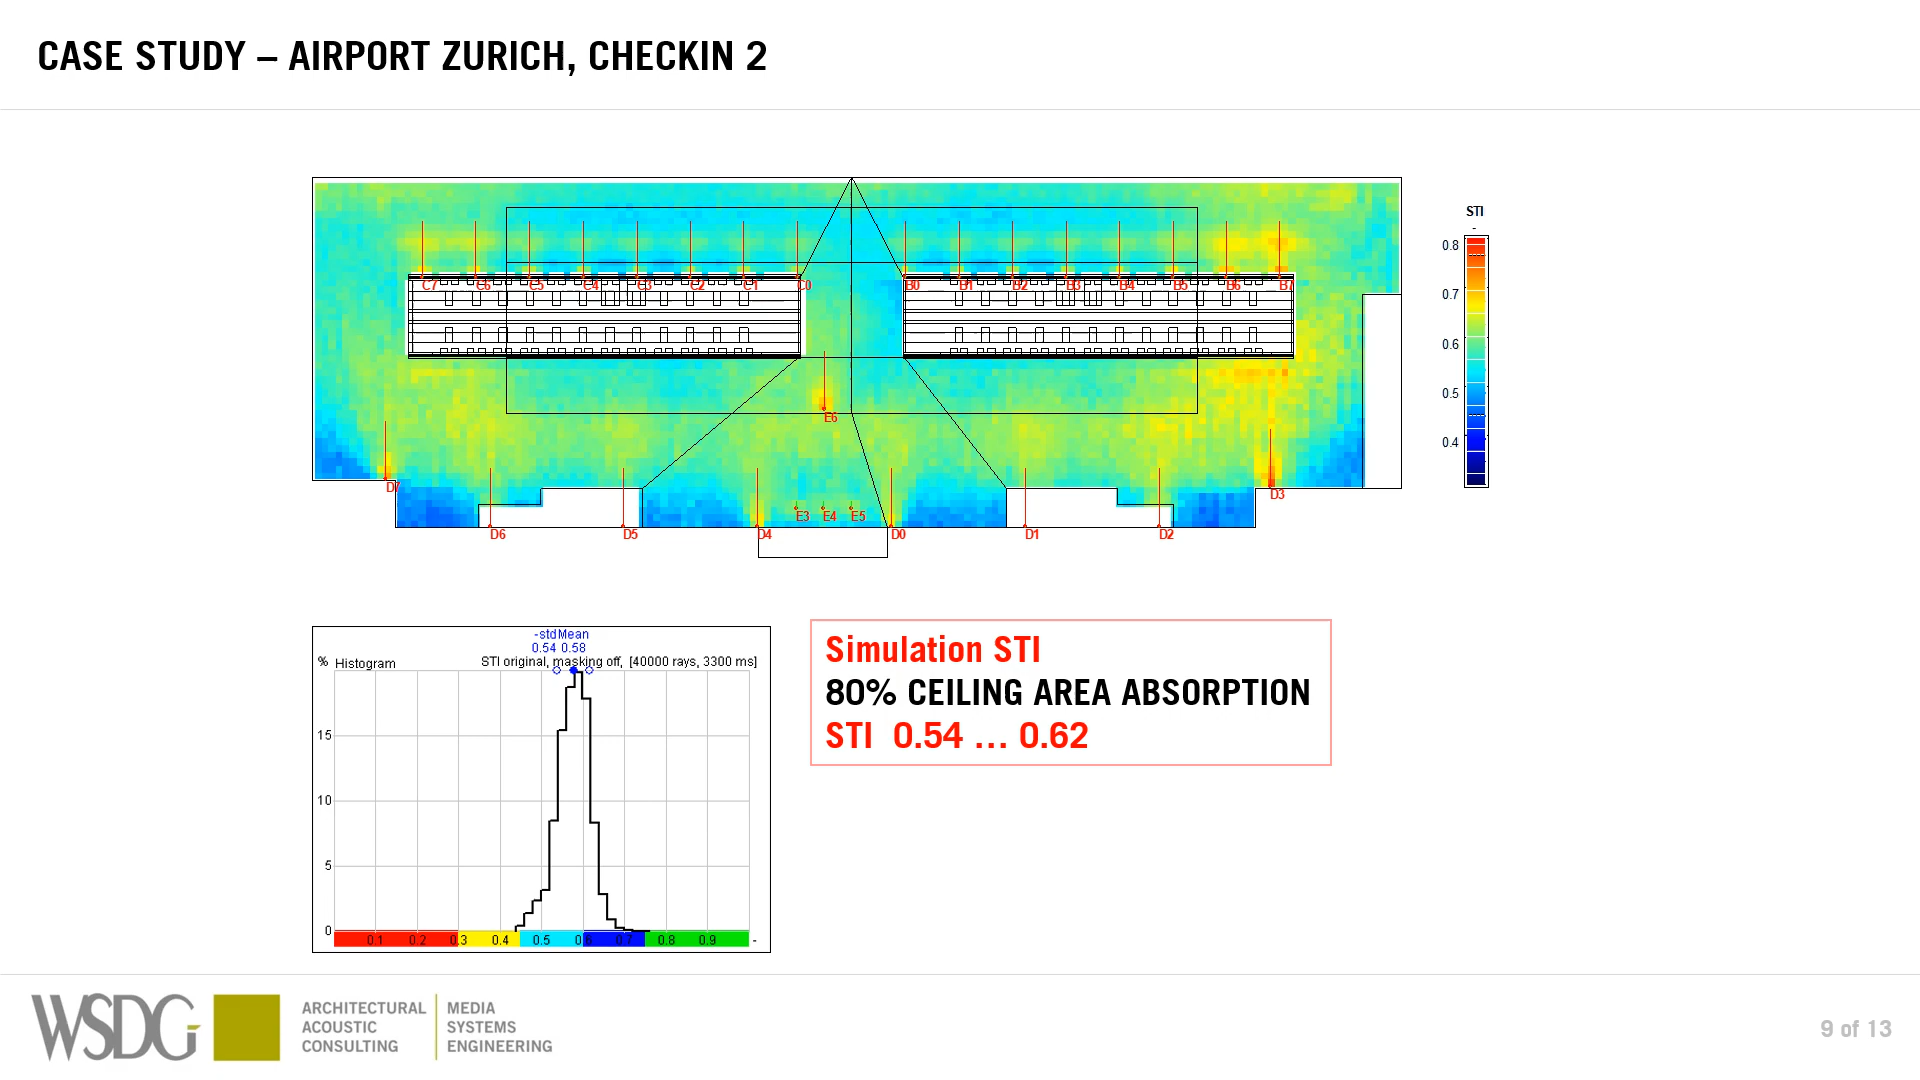 CASE STUDY – AIRPORT ZURICH, CHECKIN 2
STI
-
0.8
0.7
0.6
0.5
0.4
C7 C6 C5 C4 C3 C2 C1 C0 B0 B1 B2 B3 B4 B5 B6 B7
E6
D7 D3
E3 E4 E5
D6 D5 D4 D0 D1 D2
-stdMean
0.54 0.58
% Histogram STI original, masking off, [40000 rays, 3300 ms]
15
10
5
0
0.1 0.2 0.3 0.4 0.5 0.6 0.7 0.8 0.9 -
Simulation STI
80% CEILING AREA ABSORPTION
STI 0.54 ... 0.62
WSDG
ARCHITECTURAL
ACOUSTIC
CONSULTING
MEDIA
SYSTEMS
ENGINEERING
9 of 13